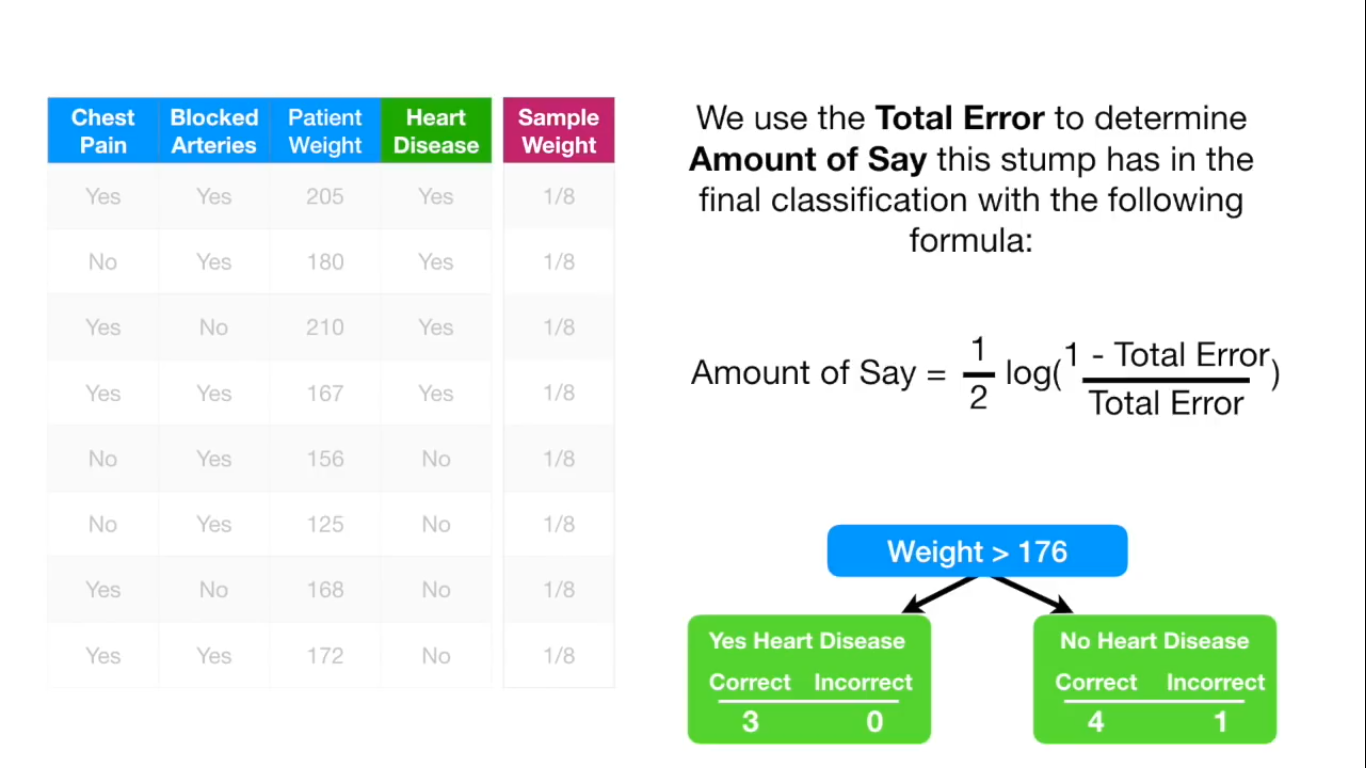 Chest Pain Blocked Arteries Patient Weight Heart Disease Sample Weight
Yes Yes 205 Yes 1/8
No Yes 180 Yes 1/8
Yes No 210 Yes 1/8
Yes Yes 167 Yes 1/8
No Yes 156 No 1/8
No Yes 125 No 1/8
Yes No 168 No 1/8
Yes Yes 172 No 1/8
We use the Total Error to determine
Amount of Say this stump has in the
final classification with the following
formula:
Amount of Say = 1/2 log(1 - Total Error/Total Error)
Weight > 176
Yes Heart Disease
Correct Incorrect
3 0
No Heart Disease
Correct Incorrect
4 1